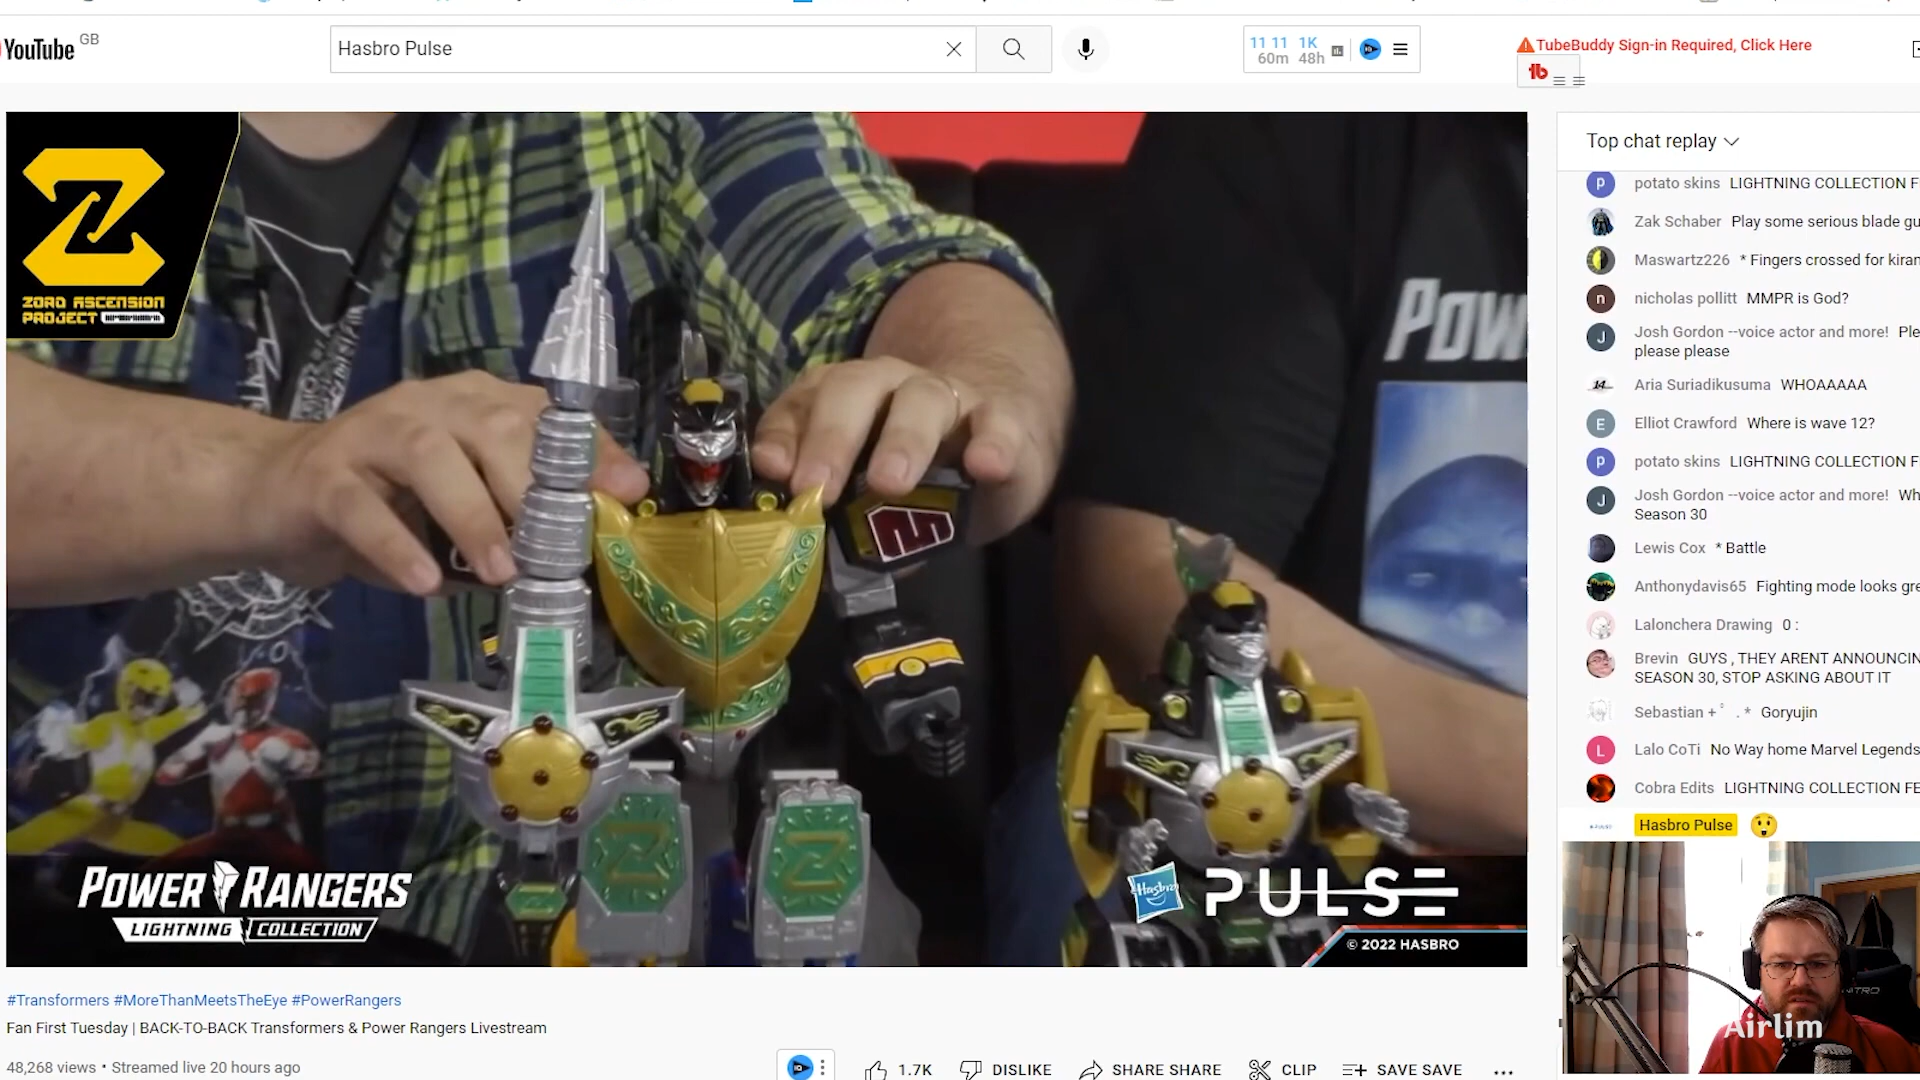 YouTube GB
Hasbro Pulse
11 11 1K
60m 48h
TubeBuddy Sign-in Required, Click Here
tb
Z
ZORD ASCENSION
PROJECT
POWER RANGERS
LIGHTNING COLLECTION
POW
Hasbro PULSE
© 2022 HASBRO
Top chat replay
potato skins LIGHTNING COLLECTION F
Zak Schaber Play some serious blade gu
Maswartz226 * Fingers crossed for kiran
nicholas pollitt MMPR is God?
Josh Gordon --voice actor and more! Ple
please please
Aria Suriadikusuma WHOAAAAA
Elliot Crawford Where is wave 12?
potato skins LIGHTNING COLLECTION F
Josh Gordon --voice actor and more! Wh
Season 30
Lewis Cox * Battle
Anthonydavis65 Fighting mode looks gre
Lalonchera Drawing 0 :
Brevin GUYS , THEY ARENT ANNOUNCIN
SEASON 30, STOP ASKING ABOUT IT
Sebastian + ° . * Goryujin
Lalo CoTi No Way home Marvel Legends
Cobra Edits LIGHTNING COLLECTION FE
Hasbro Pulse 😲
Airlim
#Transformers #MoreThanMeetsTheEye #PowerRangers
Fan First Tuesday | BACK-TO-BACK Transformers & Power Rangers Livestream
48,268 views • Streamed live 20 hours ago
1.7K DISLIKE SHARE SHARE CLIP SAVE SAVE ...